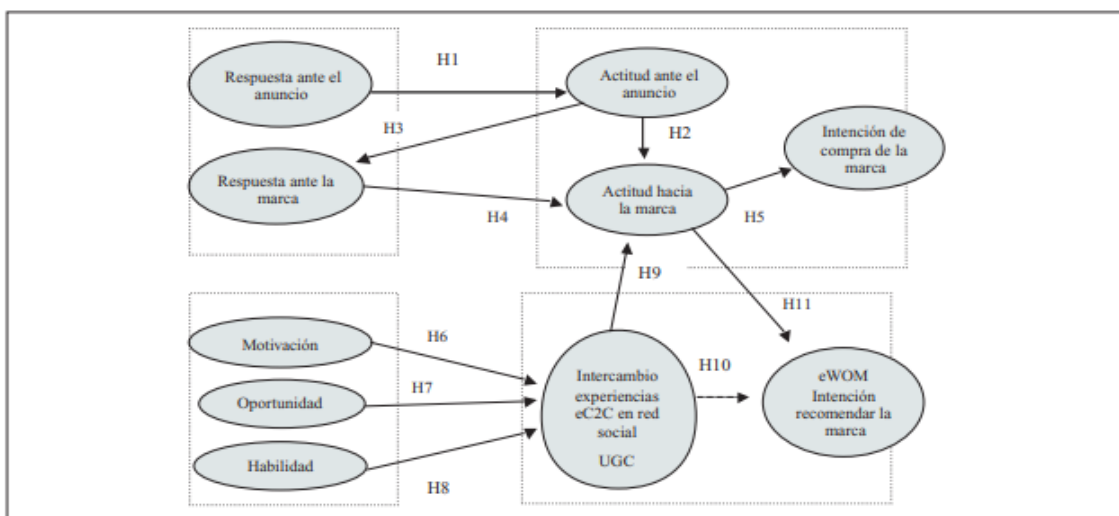 H1
Respuesta ante el
anuncio
Actitud ante el
anuncio
H3
H2
Intención de
compra de la
marca
Respuesta ante la
marca
Actitud hacia
la marca
H4
H5
H9
H11
Motivación
H6
H7
Oportunidad
Habilidad
H8
Intercambio
experiencias
eC2C en red
social
UGC
H10
eWOM
Intención
recomendar la
marca